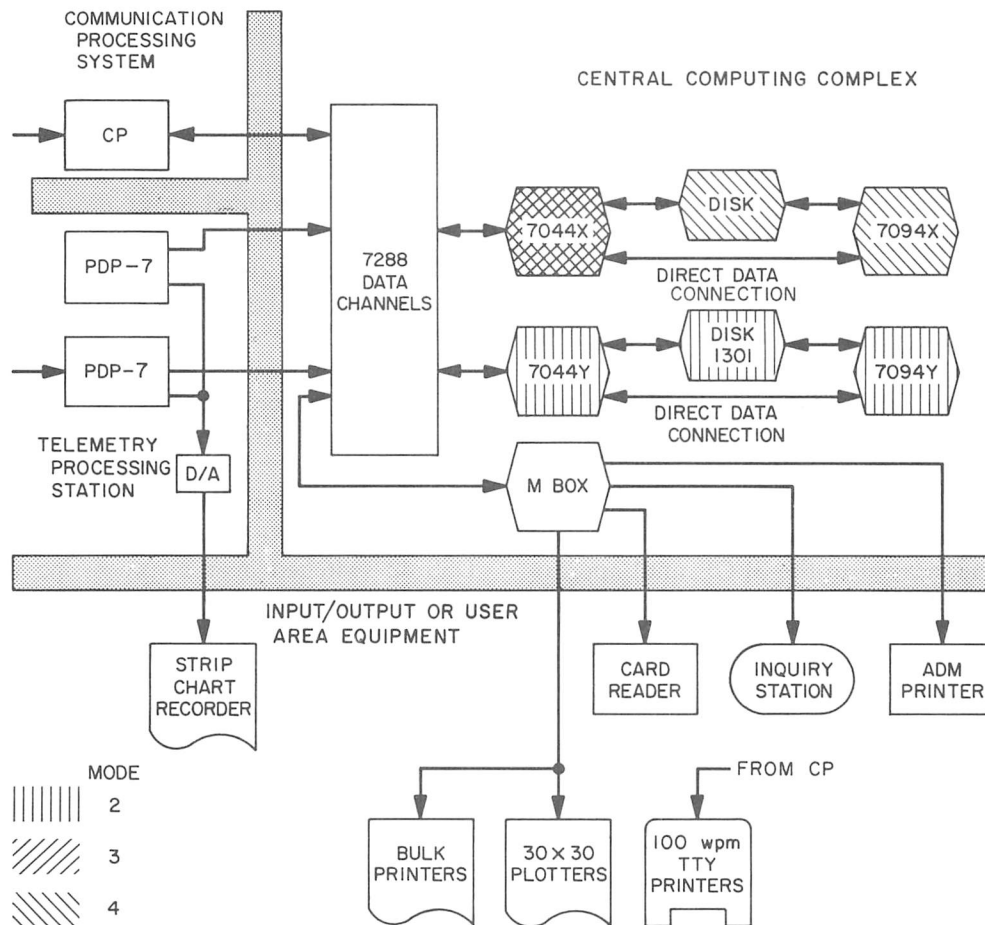 COMMUNICATION
PROCESSING
SYSTEM
CENTRAL COMPUTING COMPLEX
CP
7288
DATA
CHANNELS
PDP-7
PDP-7
7044X
DISK
7094X
DIRECT DATA
CONNECTION
7044Y
DISK
1301
7094Y
DIRECT DATA
CONNECTION
TELEMETRY
PROCESSING
STATION
D/A
M BOX
INPUT/OUTPUT OR USER
AREA EQUIPMENT
STRIP
CHART
RECORDER
CARD
READER
INQUIRY
STATION
ADM
PRINTER
MODE
2
3
4
FROM CP
BULK
PRINTERS
30 × 30
PLOTTERS
100 wpm
TTY
PRINTERS